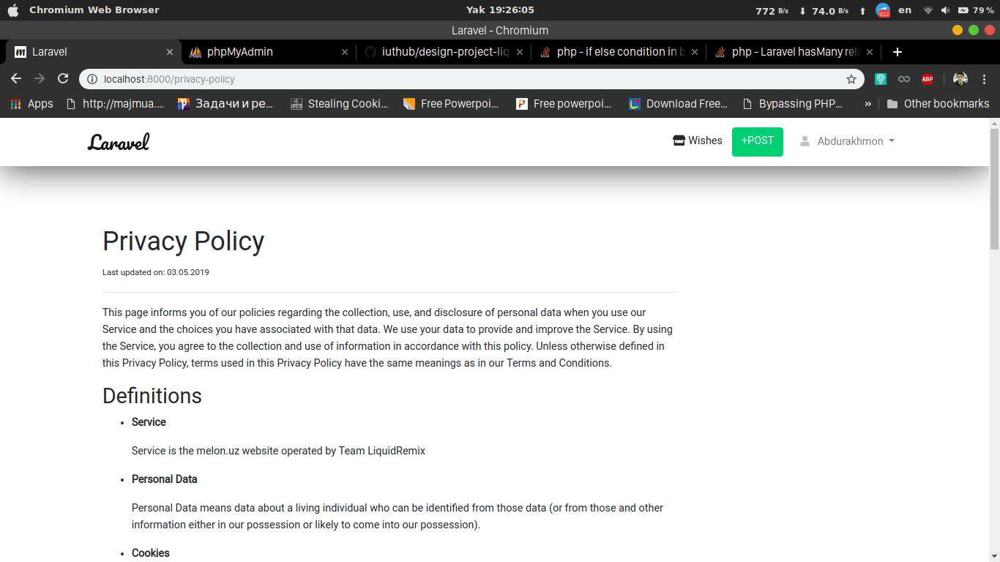 Chromium Web Browser
Yak 19:26:05
772 B/s 74.0 B/s 922 en 79 %
Laravel - Chromium
Laravel
phpMyAdmin
iuthub/design-project-liq
php - if else condition in b
php - Laravel hasMany rela
localhost:8000/privacy-policy
ABP
Apps
http://majmua....
Задачи и ре...
Stealing Cooki...
Free Powerpoi...
Free powerpoi...
Download Free...
Bypassing PHP...
»
Other bookmarks
Laravel
Wishes
+POST
Abdurakhmon
Privacy Policy
Last updated on: 03.05.2019
This page informs you of our policies regarding the collection, use, and disclosure of personal data when you use our
Service and the choices you have associated with that data. We use your data to provide and improve the Service. By using
the Service, you agree to the collection and use of information in accordance with this policy. Unless otherwise defined in
this Privacy Policy, terms used in this Privacy Policy have the same meanings as in our Terms and Conditions.
Definitions
• Service
Service is the melon.uz website operated by Team LiquidRemix
• Personal Data
Personal Data means data about a living individual who can be identified from those data (or from those and other
information either in our possession or likely to come into our possession).
• Cookies